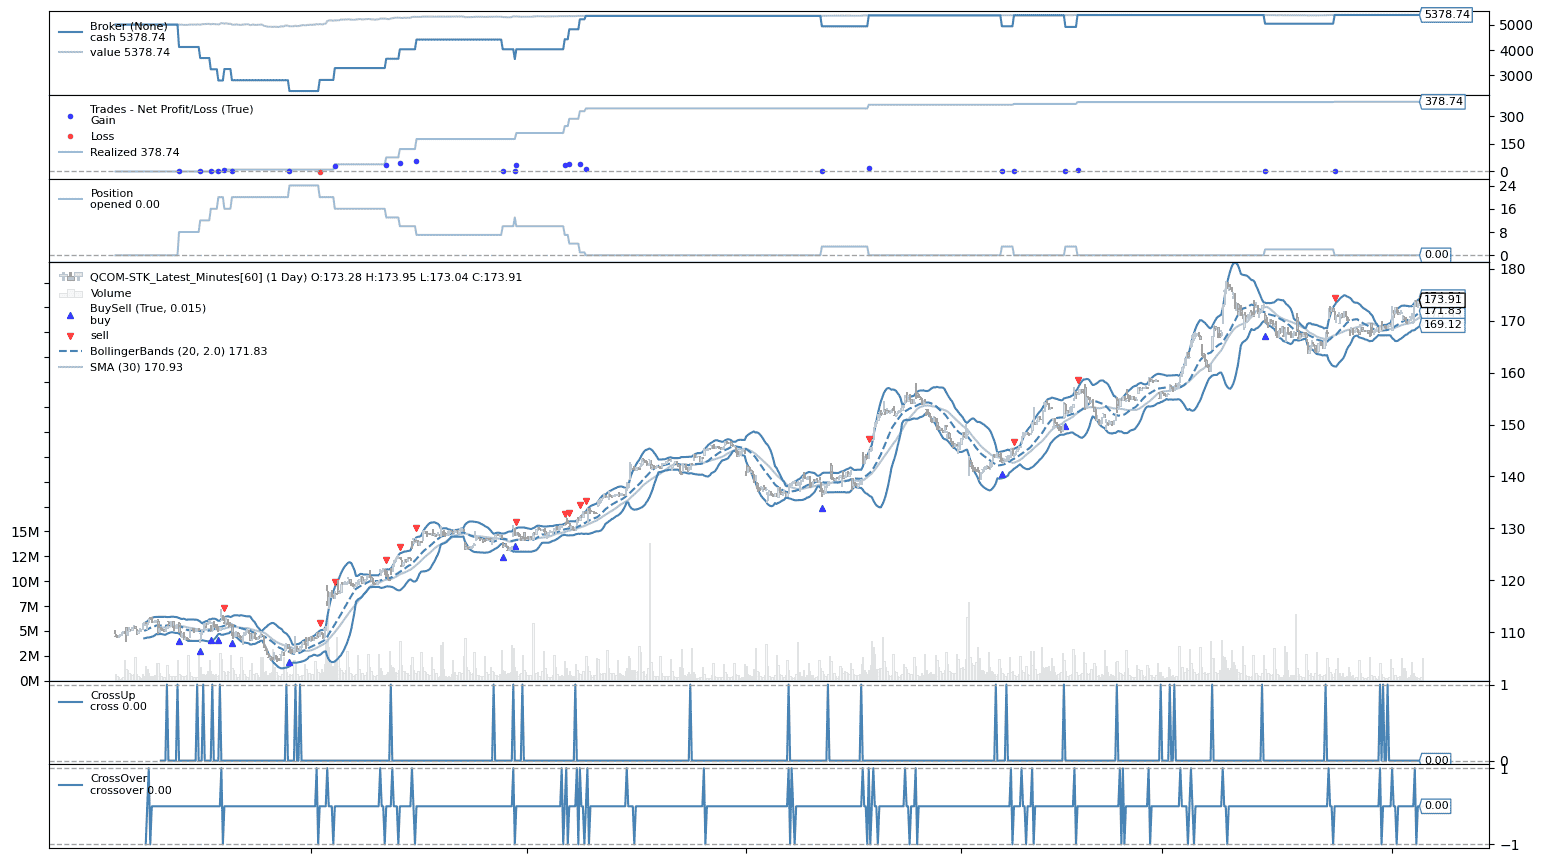 Broker (None)
cash 5378.74
value 5378.74
5378.74
5000
4000
3000
Trades - Net Profit/Loss (True)
Gain
Loss
Realized 378.74
378.74
300
150
0
Position
opened 0.00
24
16
8
0.00
0
QCOM-STK_Latest_Minutes[60] (1 Day) O:173.28 H:173.95 L:173.04 C:173.91
Volume
BuySell (True, 0.015)
buy
sell
BollingerBands (20, 2.0) 171.83
SMA (30) 170.93
180
173.91
171.83
170
169.12
160
150
140
130
120
110
15M
12M
10M
7M
5M
2M
0M
CrossUp
cross 0.00
1
0.00
0
CrossOver
crossover 0.00
1
0.00
−1